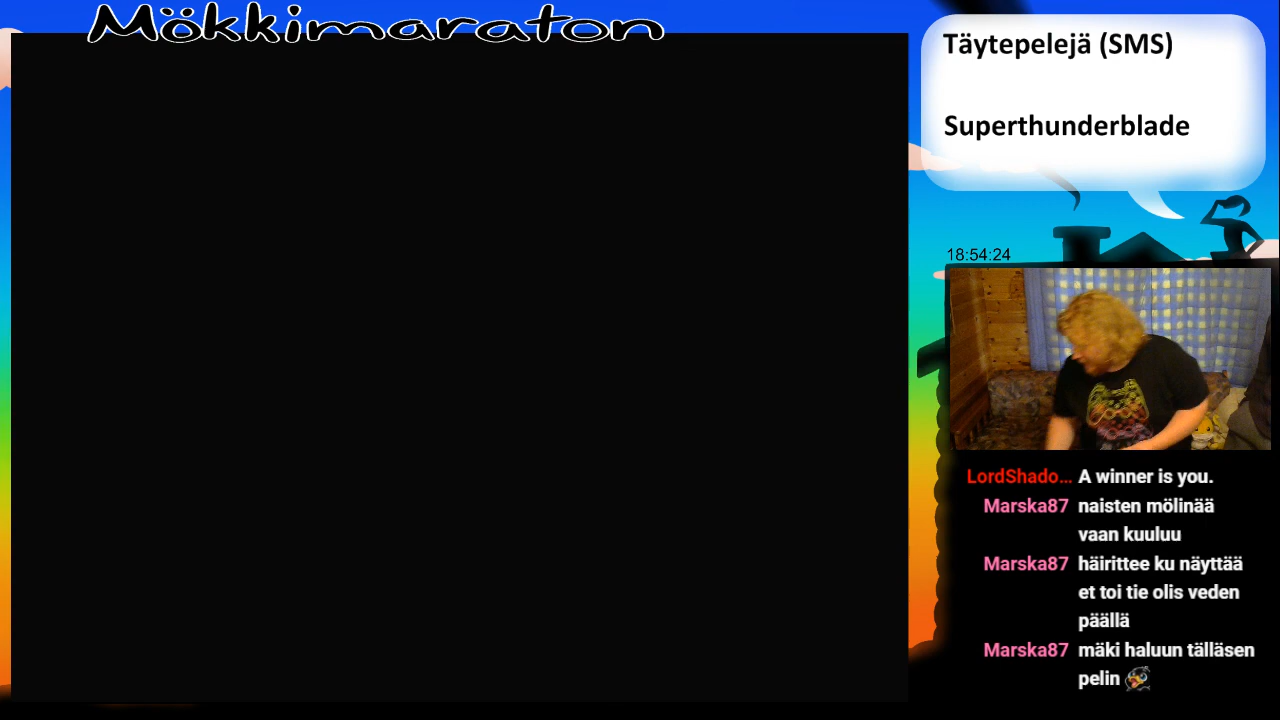 Mökkimaraton
Täytepelejä (SMS)
Superthunderblade
18:54:24
LordShado... A winner is you.
Marska87 naisten mölinää
vaan kuuluu
Marska87 häirittee ku näyttää
et toi tie olis veden
päällä
Marska87 mäki haluun tälläsen
pelin